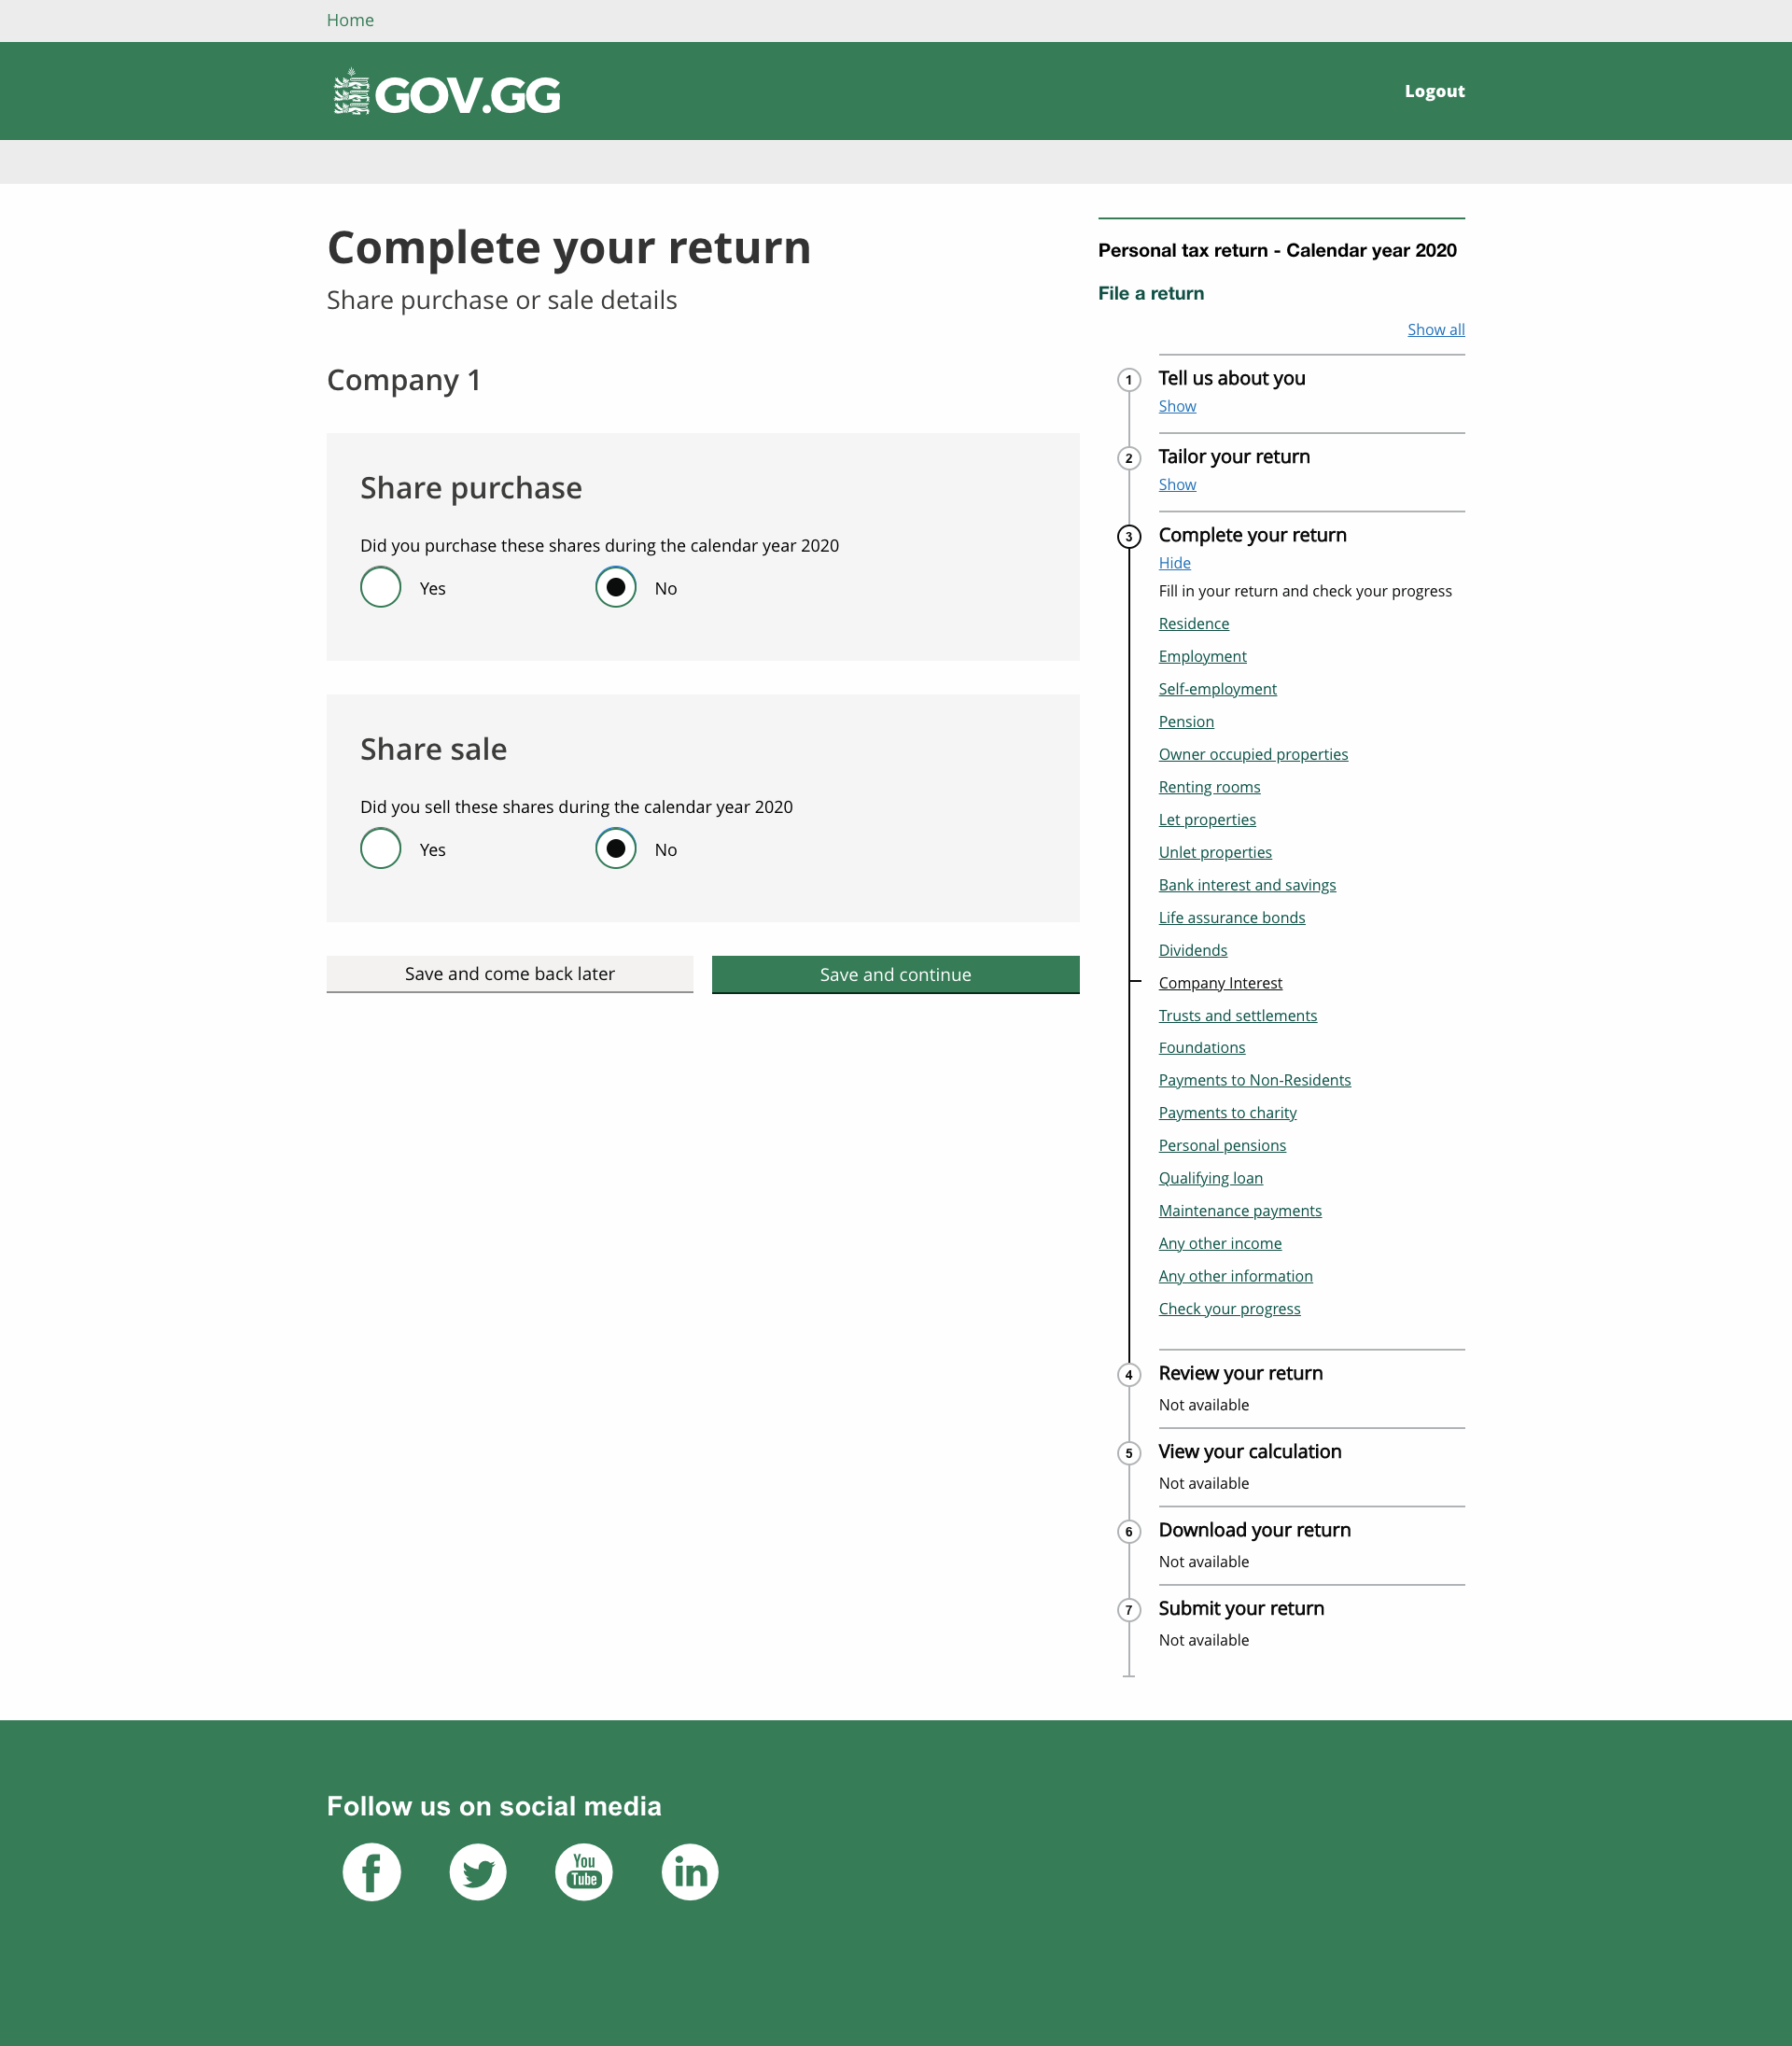 Home
GOV.GG
Logout
Complete your return
Share purchase or sale details
Company 1
Share purchase
Did you purchase these shares during the calendar year 2020
Yes
No
Share sale
Did you sell these shares during the calendar year 2020
Yes
No
Save and come back later
Save and continue
Personal tax return - Calendar year 2020
File a return
Show all
1
Tell us about you
Show
2
Tailor your return
Show
3
Complete your return
Hide
Fill in your return and check your progress
Residence
Employment
Self-employment
Pension
Owner occupied properties
Renting rooms
Let properties
Unlet properties
Bank interest and savings
Life assurance bonds
Dividends
Company Interest
Trusts and settlements
Foundations
Payments to Non-Residents
Payments to charity
Personal pensions
Qualifying loan
Maintenance payments
Any other income
Any other information
Check your progress
4
Review your return
Not available
5
View your calculation
Not available
6
Download your return
Not available
7
Submit your return
Not available
Follow us on social media
f
You
Tube
in